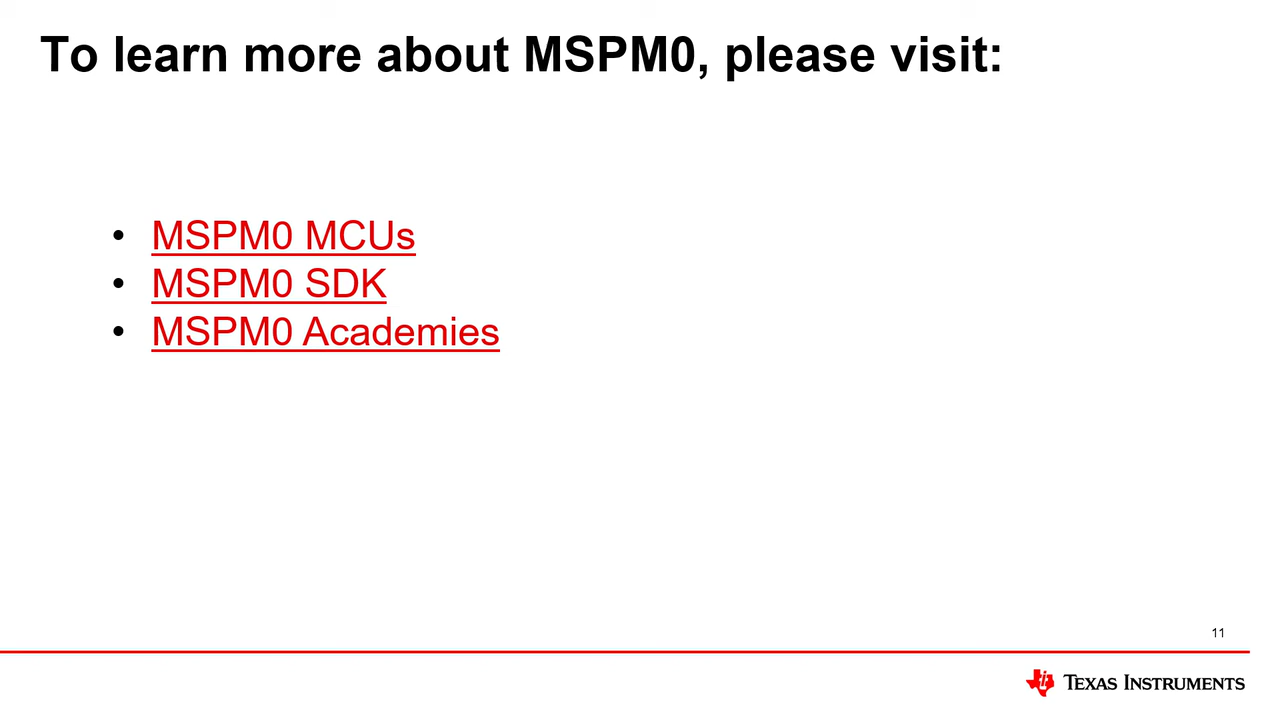 To learn more about MSPM0, please visit:
• MSPM0 MCUs
• MSPM0 SDK
• MSPM0 Academies
11
TEXAS INSTRUMENTS